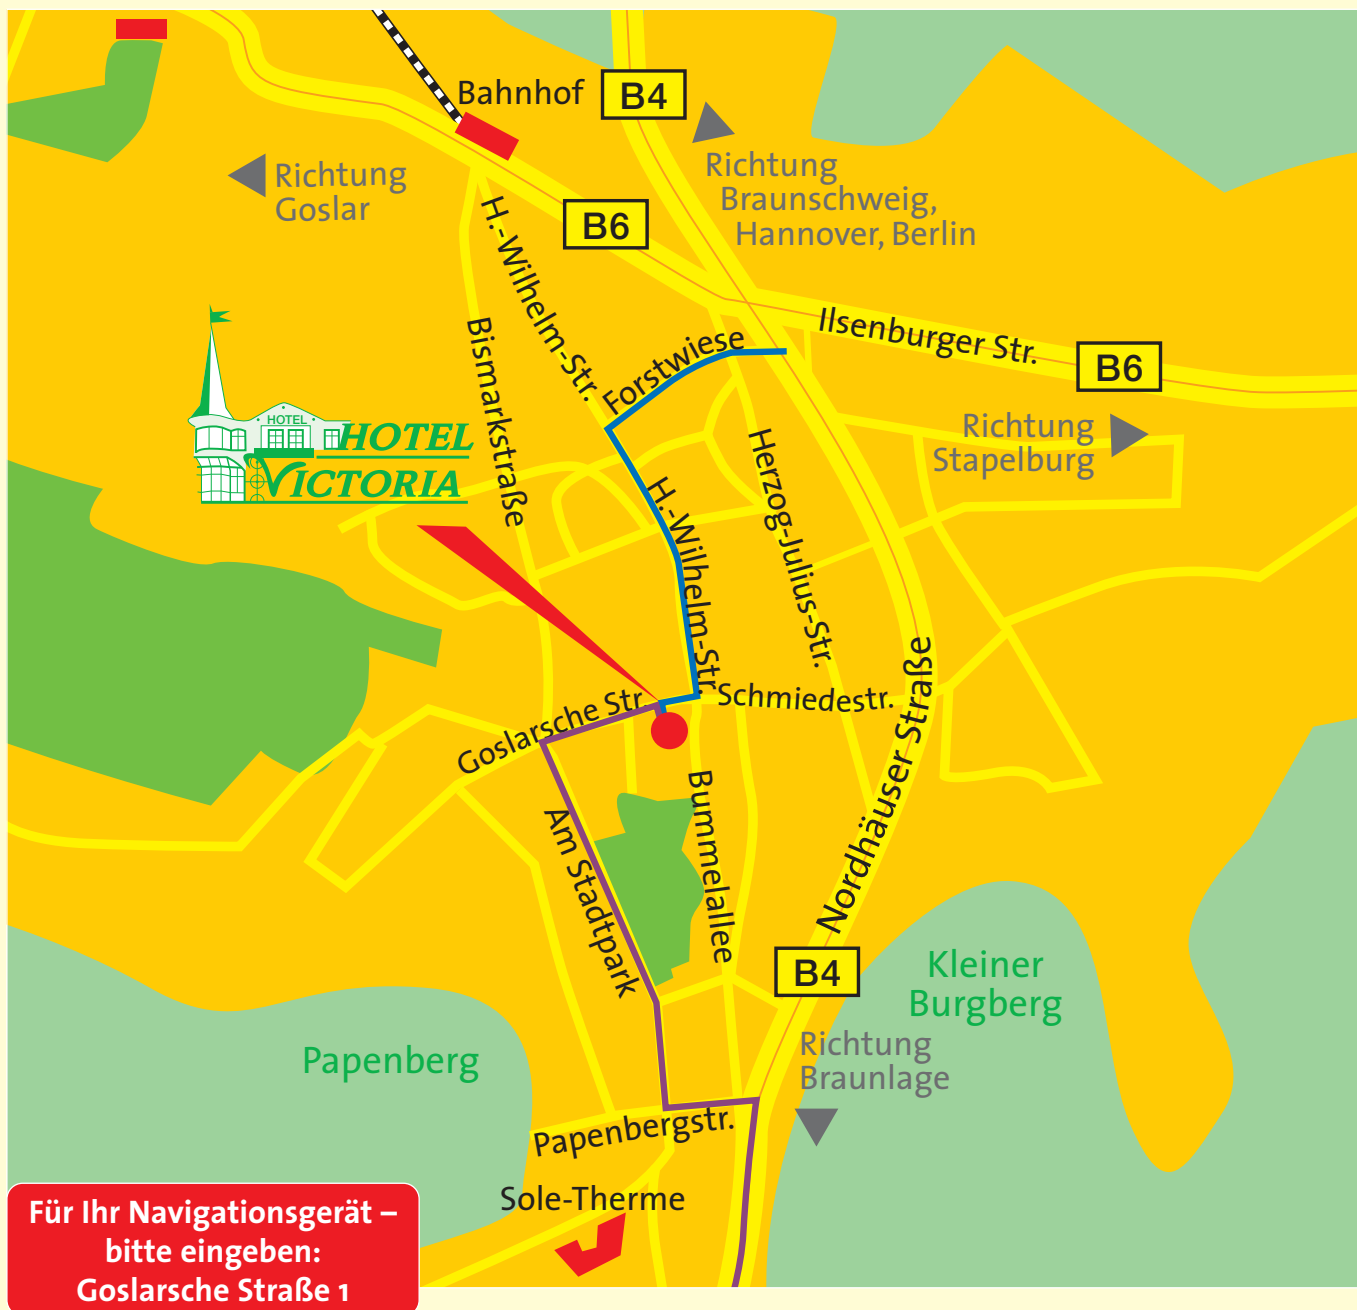 Bahnhof
B4
Richtung
Goslar
Richtung
Braunschweig,
Hannover, Berlin
B6
H.-Wilhelm-Str.
Bismarkstraße
Forstwiese
Ilsenburger Str.
B6
Richtung
Stapelburg
HOTEL
HOTEL
VICTORIA
H.-Wilhelm-Str.
Herzog-Julius-Str.
Goslarsche Str.
Schmiedestr.
Nordhäuser Straße
Am Stadtpark
Bummelallee
B4
Kleiner
Burgberg
Richtung
Braunlage
Papenberg
Papenbergstr.
Sole-Therme
Für Ihr Navigationsgerät –
bitte eingeben:
Goslarsche Straße 1